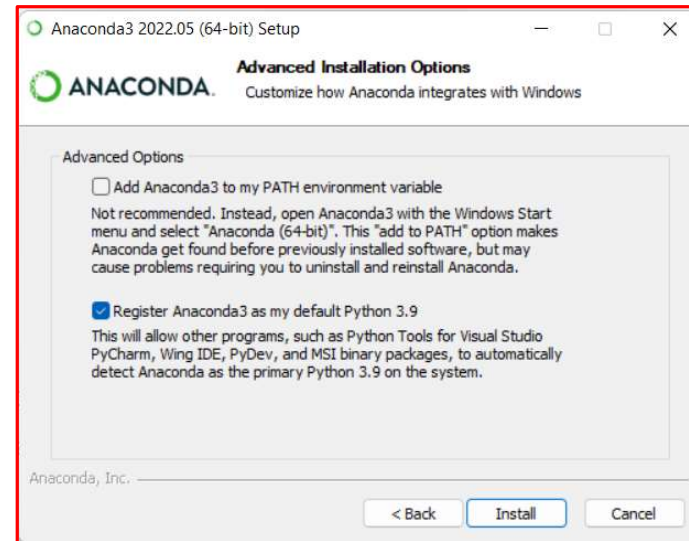 Anaconda3 2022.05 (64-bit) Setup
ANACONDA.
Advanced Installation Options
Customize how Anaconda integrates with Windows
Advanced Options
Add Anaconda3 to my PATH environment variable
Not recommended. Instead, open Anaconda3 with the Windows Start
menu and select "Anaconda (64-bit)". This "add to PATH" option makes
Anaconda get found before previously installed software, but may
cause problems requiring you to uninstall and reinstall Anaconda.
Register Anaconda3 as my default Python 3.9
This will allow other programs, such as Python Tools for Visual Studio
PyCharm, Wing IDE, PyDev, and MSI binary packages, to automatically
detect Anaconda as the primary Python 3.9 on the system.
Anaconda, Inc.
< Back
Install
Cancel